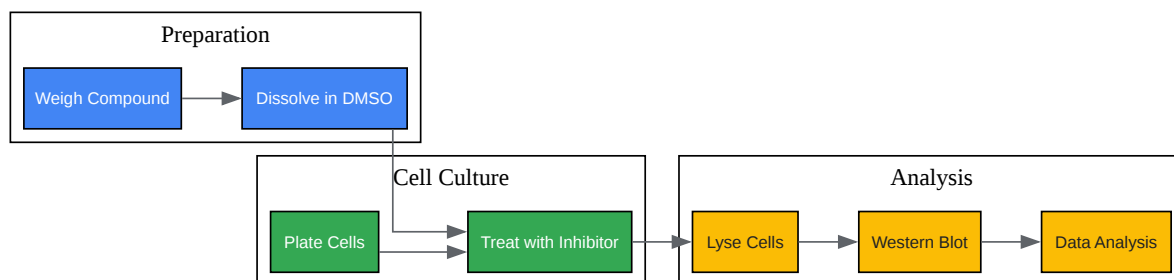 Preparation
Weigh Compound
Dissolve in DMSO
Cell Culture
Plate Cells
Treat with Inhibitor
Analysis
Lyse Cells
Western Blot
Data Analysis